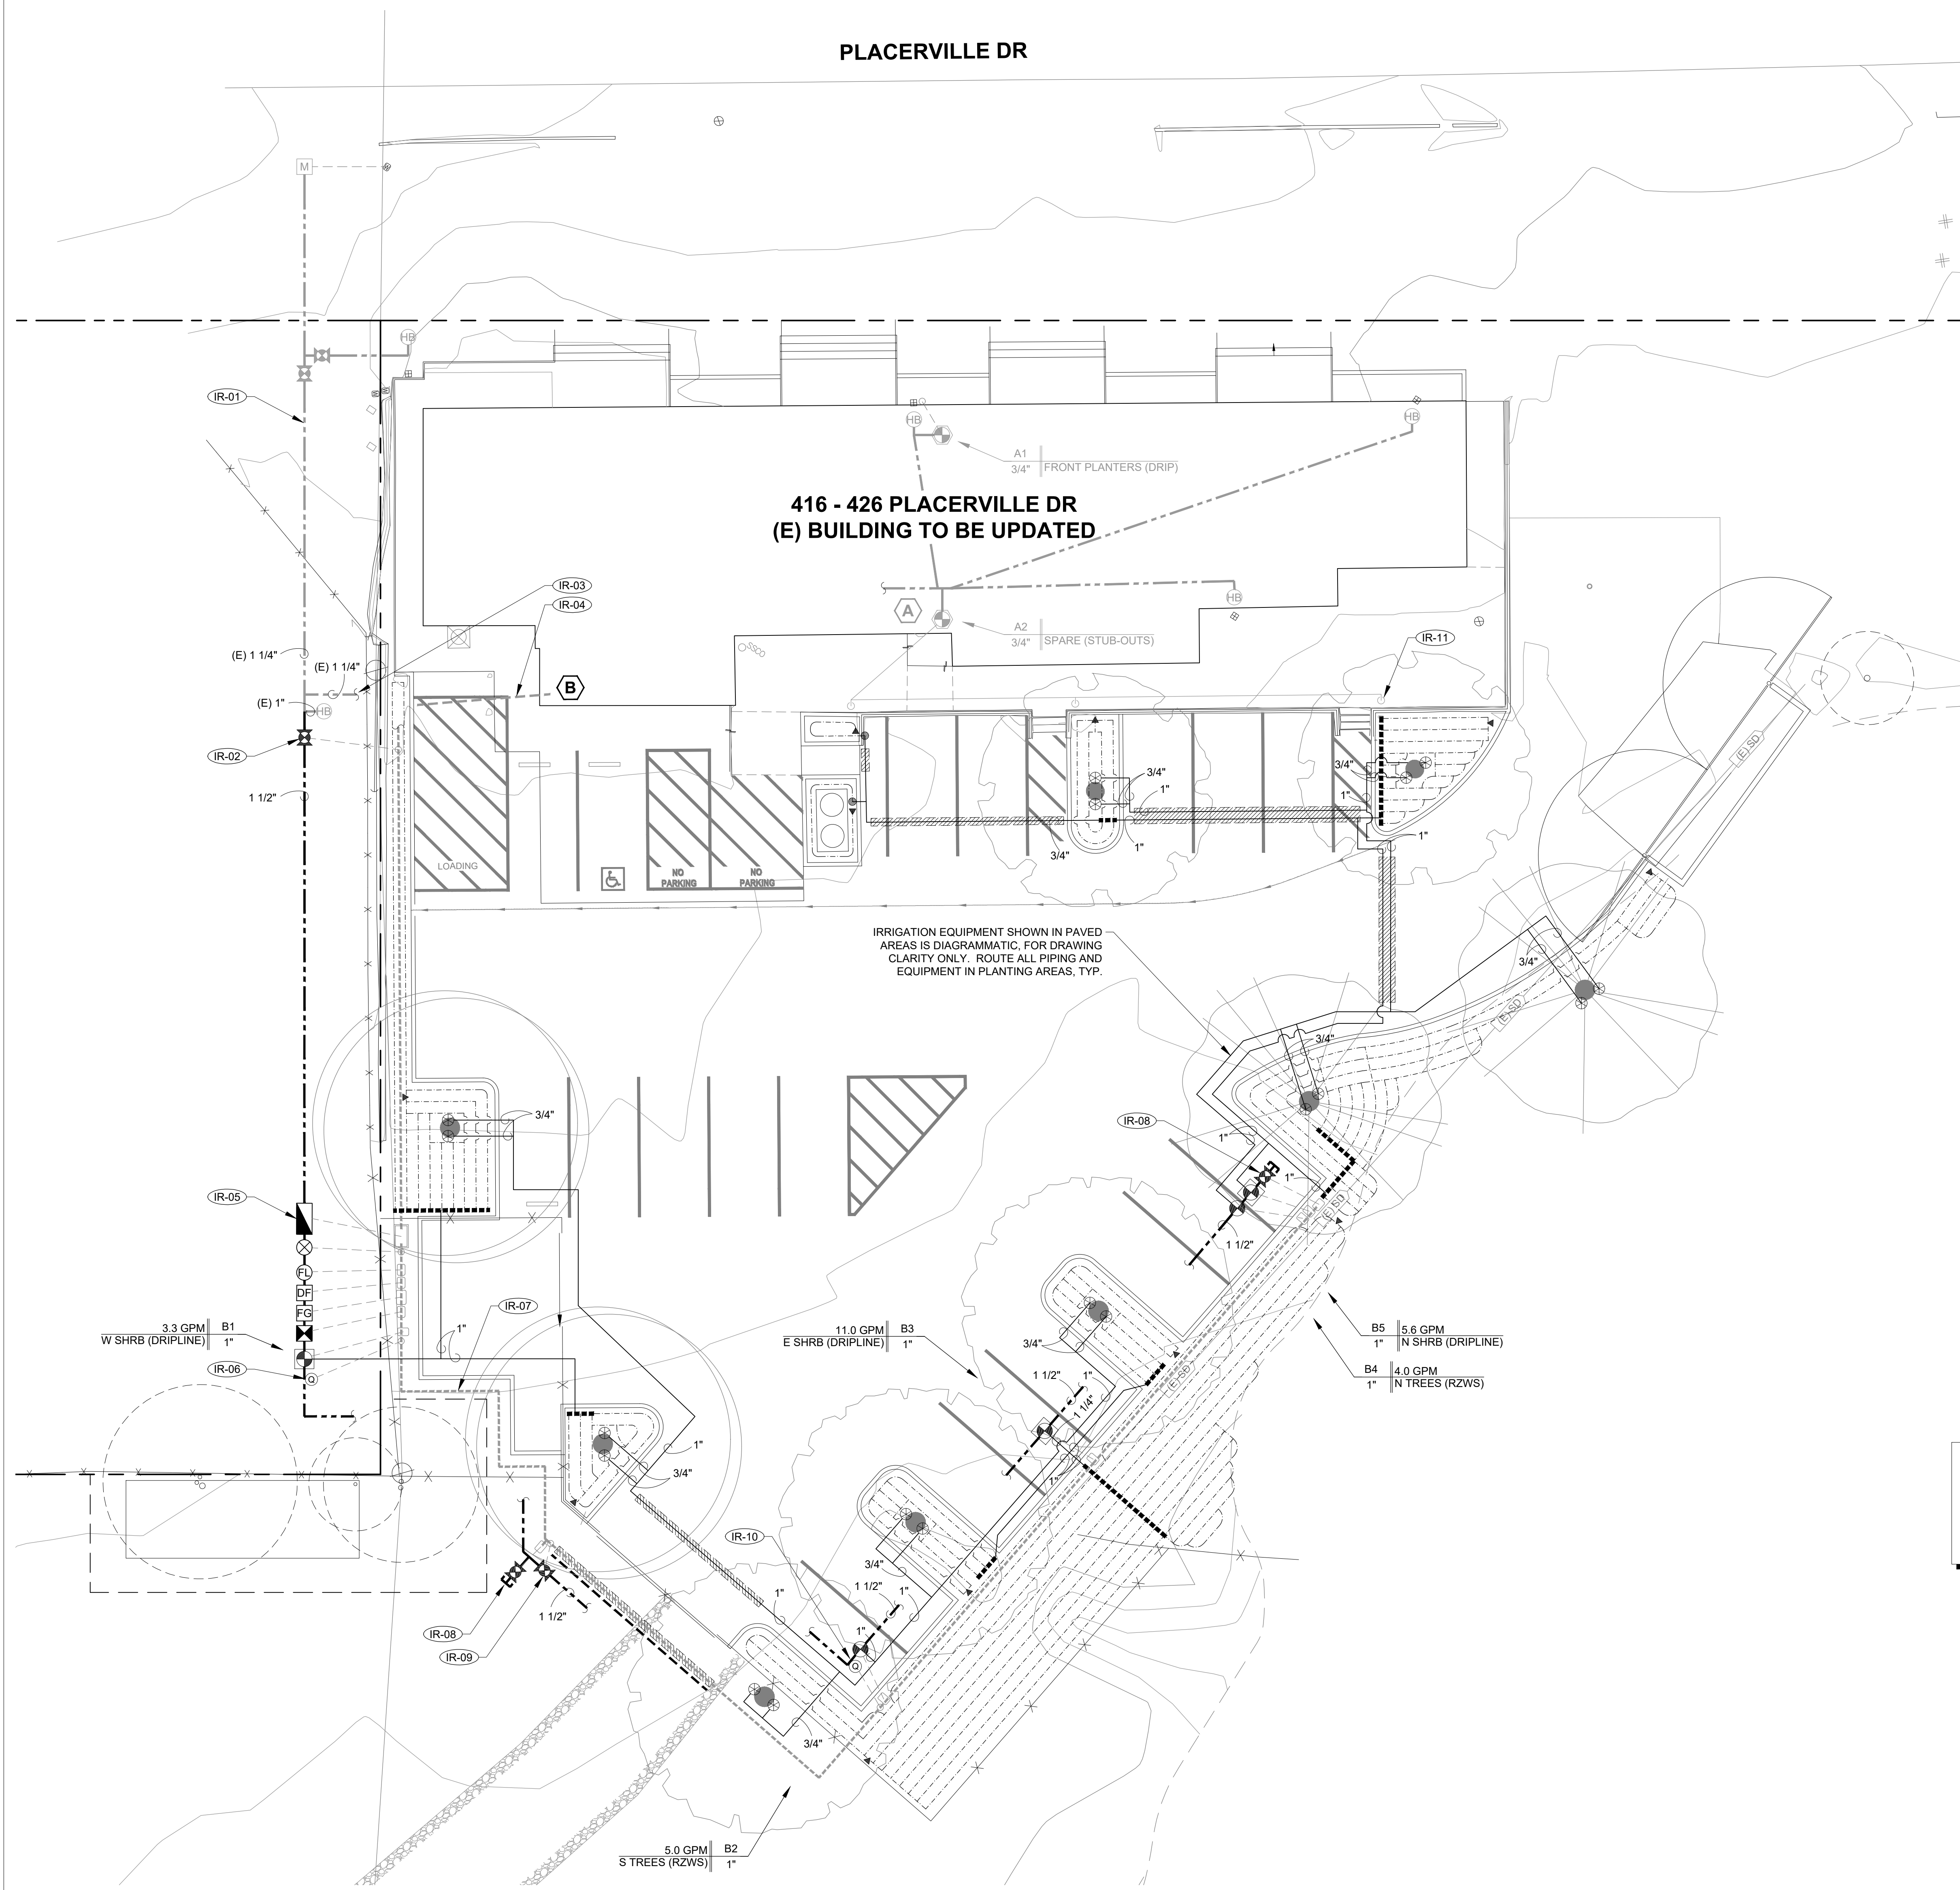 PLACERVILLE DR
M
HB
IR-01
HB
HB
A1
3/4" FRONT PLANTERS (DRIP)
416 - 426 PLACERVILLE DR
(E) BUILDING TO BE UPDATED
IR-03
IR-04
HB
A
A2
3/4" SPARE (STUB-OUTS)
IR-11
(E) 1 1/4"
(E) 1 1/4"
B
(E) 1"
HB
IR-02
(E) SD
1 1/2"
3/4"
1"
3/4"
1"
1"
3/4"
1"
LOADING
NO
PARKING
NO
PARKING
IRRIGATION EQUIPMENT SHOWN IN PAVED
AREAS IS DIAGRAMMATIC, FOR DRAWING
CLARITY ONLY. ROUTE ALL PIPING AND
EQUIPMENT IN PLANTING AREAS, TYP.
3/4"
(E) SD
3/4"
3/4"
IR-08
1"
1"
(E) SD
1 1/2"
IR-05
FL
DF
FG
IR-07
3.3 GPM B1
W SHRB (DRIPLINE) 1"
1"
IR-06
Q
11.0 GPM B3
E SHRB (DRIPLINE) 1"
3/4"
B5 5.6 GPM
1" N SHRB (DRIPLINE)
B4 4.0 GPM
1" N TREES (RZWS)
(E) SD
1 1/2"
1"
1 1/4"
1"
1"
3/4"
IR-10
3/4"
1 1/2"
1"
1"
1"
1 1/2"
IR-08
IR-09
Q
3/4"
5.0 GPM B2
S TREES (RZWS) 1"